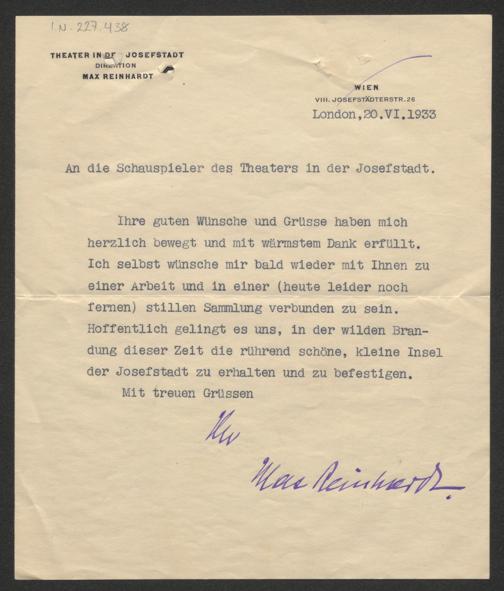 I.N. 227.438
THEATER IN DER JOSEFSTADT
DIREKTION
MAX REINHARDT
WIEN
VIII. JOSEFSTÄDTERSTR. 26
London,20.VI.1933
An die Schauspieler des Theaters in der Josefstadt.
Ihre guten Wünsche und Grüsse haben mich
herzlich bewegt und mit wärmstem Dank erfüllt.
Ich selbst wünsche mir bald wieder mit Ihnen zu
einer Arbeit und in einer (heute leider noch
fernen) stillen Sammlung verbunden zu sein.
Hoffentlich gelingt es uns, in der wilden Bran-
dung dieser Zeit die rührend schöne, kleine Insel
der Josefstadt zu erhalten und zu befestigen.
Mit treuen Grüssen
Ihr
Max Reinhardt.